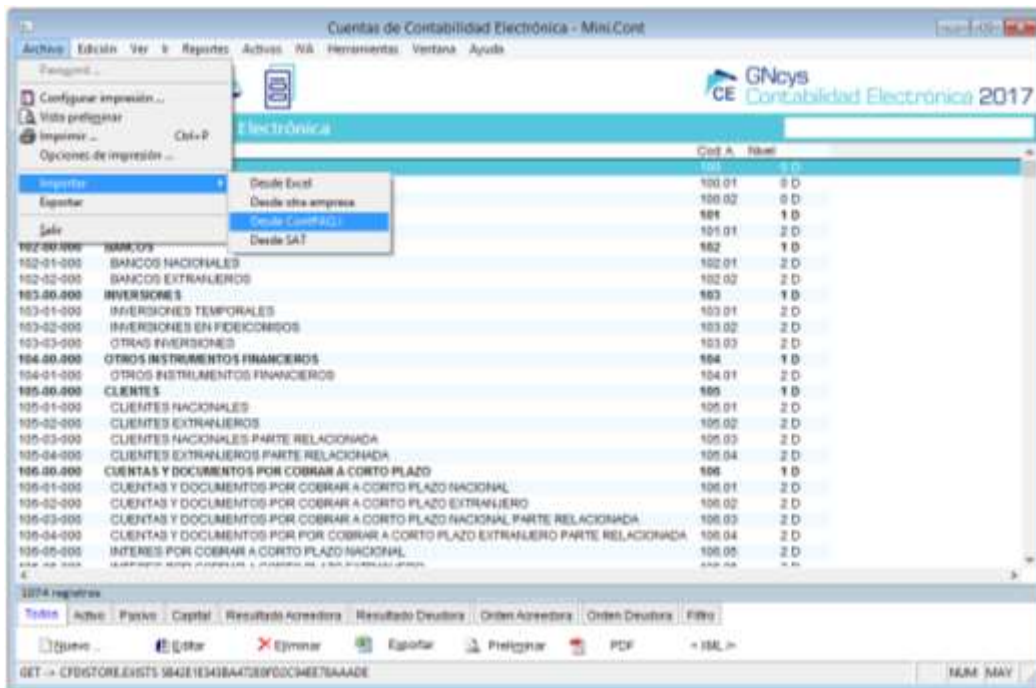 Cuentas de Contabilidad Electrónica - Mini.Cont
Archivo Edición Ver Ir Reportes Activos IVA Herramientas Ventana Ayuda
Configurar impresión ...
Vista preliminar
Imprimir ... Ctrl+P
Opciones de impresión ...
Importar
Exportar
Salir
Desde Excel
Desde otra empresa
Desde ContPAQ i
Desde SAT
GNcys
CE Contabilidad Electrónica 2017
Electrónica
Cod A. Nivel
100 0 D
100.01 0 D
100.02 0 D
101 1 D
101.01 2 D
102-00-000 BANCOS 102 1 D
102-01-000 BANCOS NACIONALES 102.01 2 D
102-02-000 BANCOS EXTRANJEROS 102.02 2 D
103-00-000 INVERSIONES 103 1 D
103-01-000 INVERSIONES TEMPORALES 103.01 2 D
103-02-000 INVERSIONES EN FIDEICOMISOS 103.02 2 D
103-03-000 OTRAS INVERSIONES 103.03 2 D
104-00-000 OTROS INSTRUMENTOS FINANCIEROS 104 1 D
104-01-000 OTROS INSTRUMENTOS FINANCIEROS 104.01 2 D
105-00-000 CLIENTES 105 1 D
105-01-000 CLIENTES NACIONALES 105.01 2 D
105-02-000 CLIENTES EXTRANJEROS 105.02 2 D
105-03-000 CLIENTES NACIONALES PARTE RELACIONADA 105.03 2 D
105-04-000 CLIENTES EXTRANJEROS PARTE RELACIONADA 105.04 2 D
106-00-000 CUENTAS Y DOCUMENTOS POR COBRAR A CORTO PLAZO 106 1 D
106-01-000 CUENTAS Y DOCUMENTOS POR COBRAR A CORTO PLAZO NACIONAL 106.01 2 D
106-02-000 CUENTAS Y DOCUMENTOS POR COBRAR A CORTO PLAZO EXTRANJERO 106.02 2 D
106-03-000 CUENTAS Y DOCUMENTOS POR COBRAR A CORTO PLAZO NACIONAL PARTE RELACIONADA 106.03 2 D
106-04-000 CUENTAS Y DOCUMENTOS POR POR COBRAR A CORTO PLAZO EXTRANJERO PARTE RELACIONADA 106.04 2 D
106-05-000 INTERES POR COBRAR A CORTO PLAZO NACIONAL 106.05 2 D
1074 registros
Todos Activo Pasivo Capital Resultado Acreedora Resultado Deudora Orden Acreedora Orden Deudora Filtro
Nuevo ... Editar Eliminar Exportar Preliminar PDF < XML />
NUM MAY